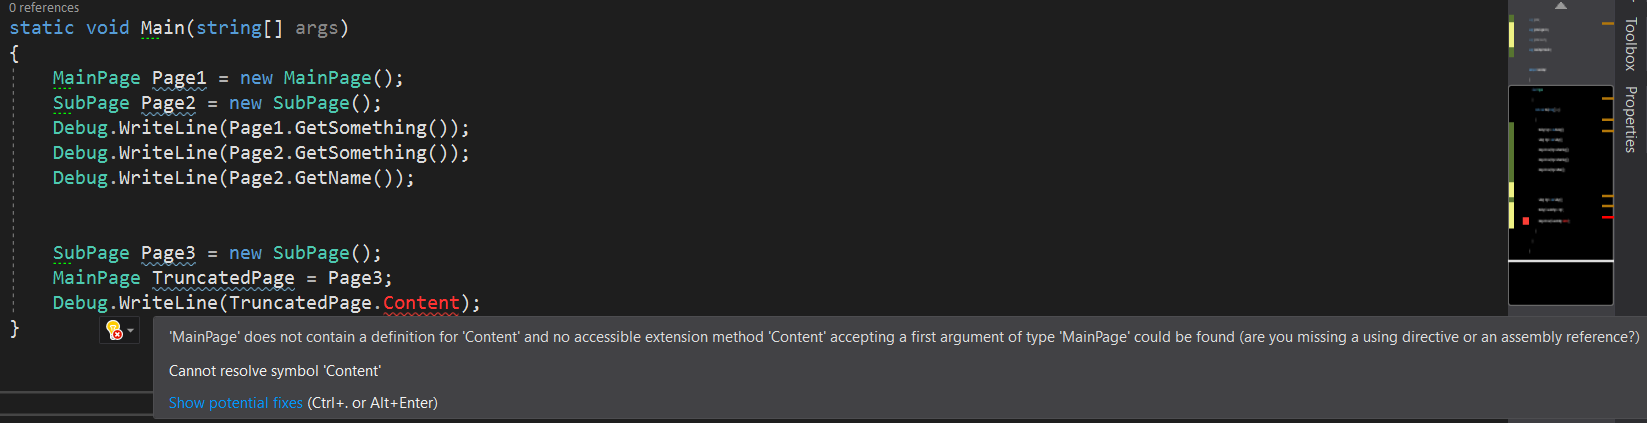 0 references
static void Main(string[] args)
{
MainPage Page1 = new MainPage();
SubPage Page2 = new SubPage();
Debug.WriteLine(Page1.GetSomething());
Debug.WriteLine(Page2.GetSomething());
Debug.WriteLine(Page2.GetName());
SubPage Page3 = new SubPage();
MainPage TruncatedPage = Page3;
Debug.WriteLine(TruncatedPage.Content);
}
'MainPage' does not contain a definition for 'Content' and no accessible extension method 'Content' accepting a first argument of type 'MainPage' could be found (are you missing a using directive or an assembly reference?)
Cannot resolve symbol 'Content'
Show potential fixes (Ctrl+. or Alt+Enter)
Toolbox
Properties